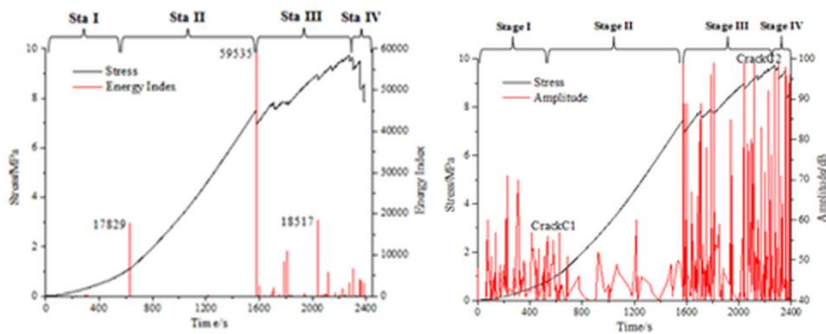 Sta I Sta II Sta III Sta IV
59535
Stress
Energy Index
17829
18517
10
8
6
4
2
0
Stress/MPa
60000
50000
40000
30000
20000
10000
0
Energy Index
0 400 800 1200 1600 2000 2400
Time/s
Stage I Stage II Stage III Stage IV
CrackC2
Stress
Amplitude
CrackC1
10
8
6
4
2
0
Stress/MPa
100
90
80
70
60
50
40
Amplitude/dB
0 400 800 1200 1600 2000 2400
Time/s